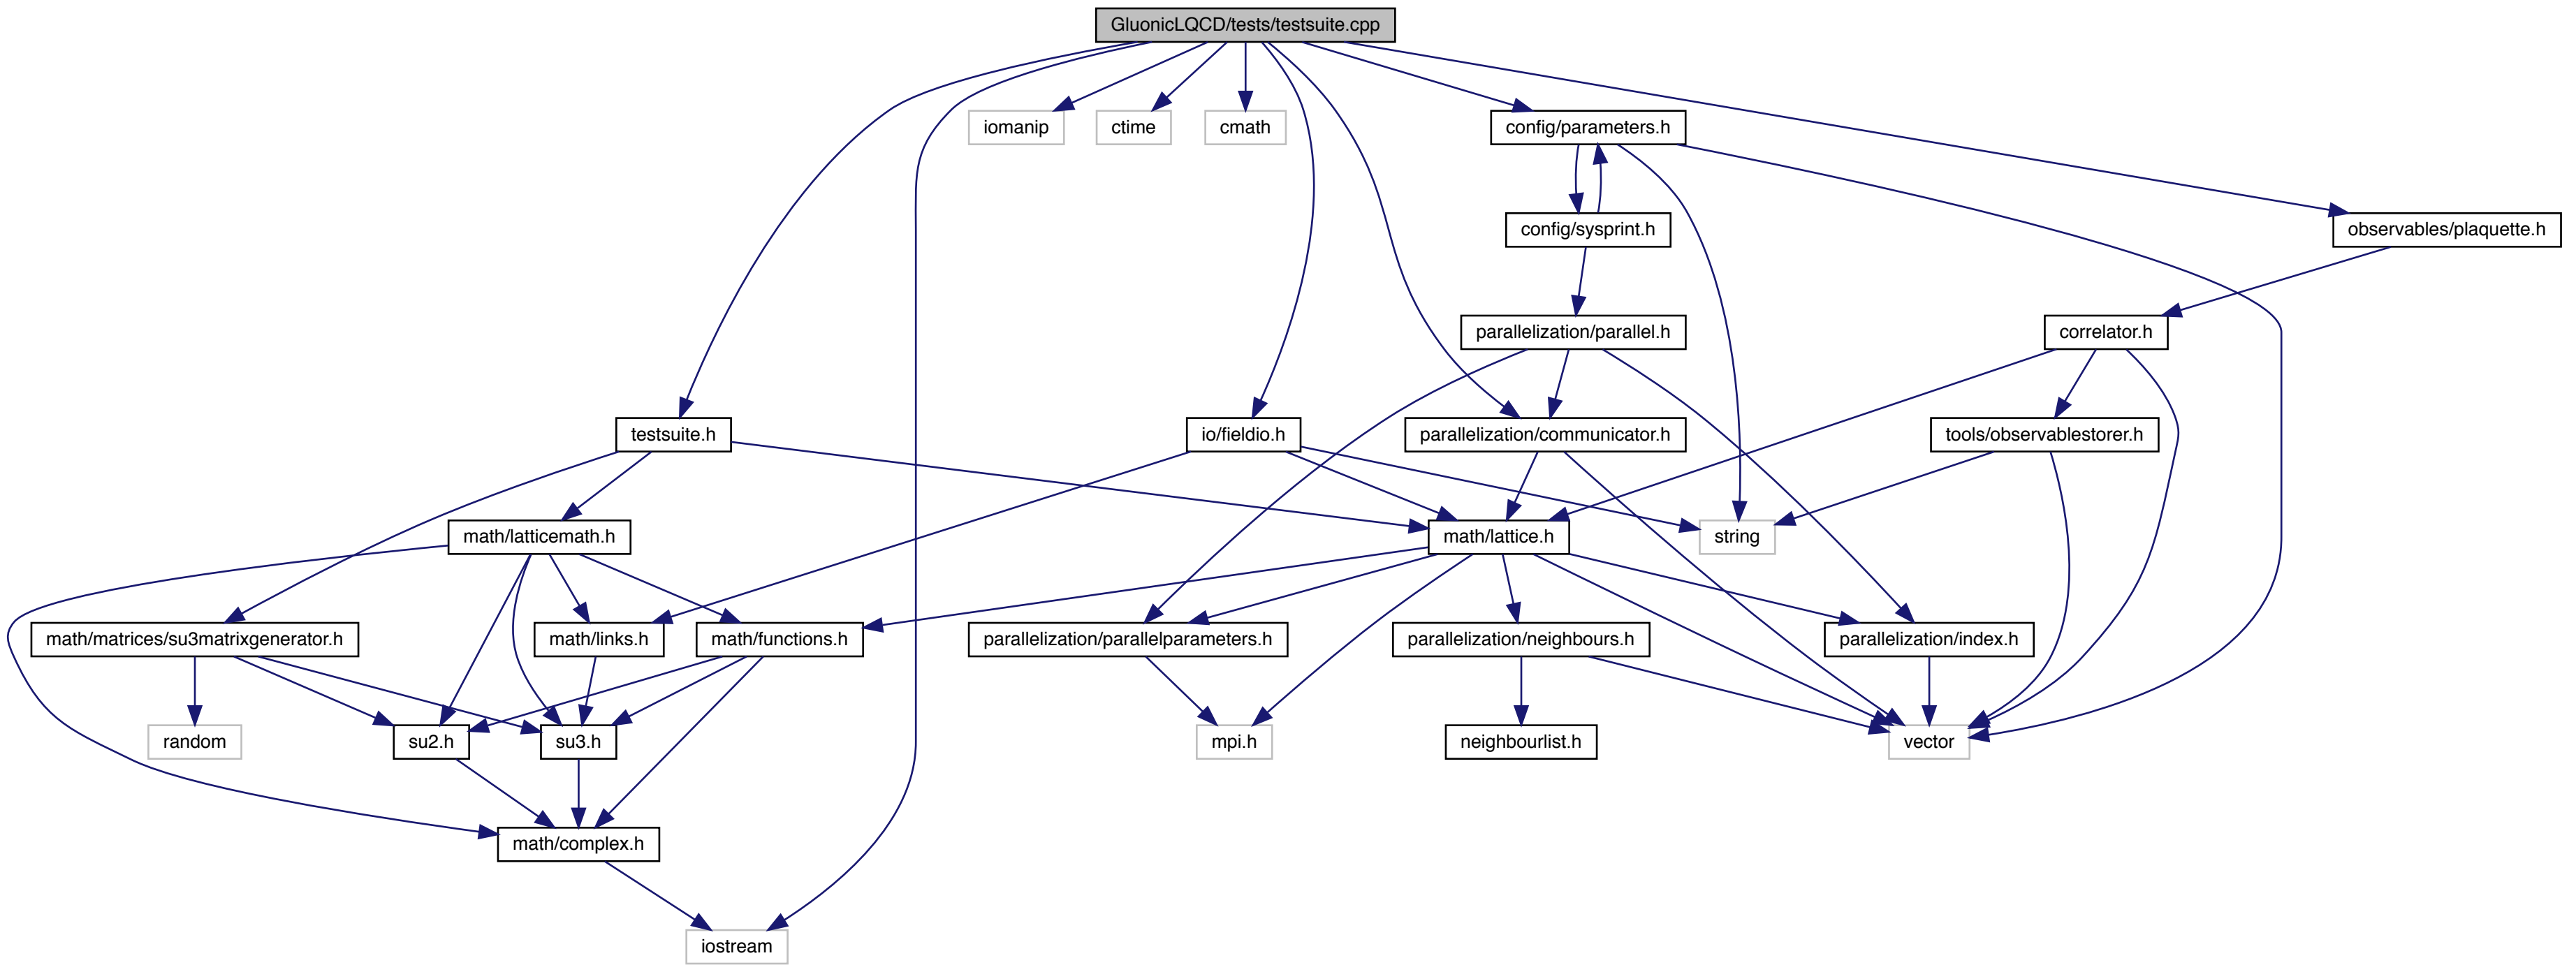 GluonicLQCD/tests/testsuite.cpp
iomanip
ctime
cmath
config/parameters.h
config/sysprint.h
observables/plaquette.h
parallelization/parallel.h
correlator.h
testsuite.h
io/fieldio.h
parallelization/communicator.h
tools/observablestorer.h
math/latticemath.h
math/lattice.h
string
math/matrices/su3matrixgenerator.h
math/links.h
math/functions.h
parallelization/parallelparameters.h
parallelization/neighbours.h
parallelization/index.h
random
su2.h
su3.h
mpi.h
neighbourlist.h
vector
math/complex.h
iostream